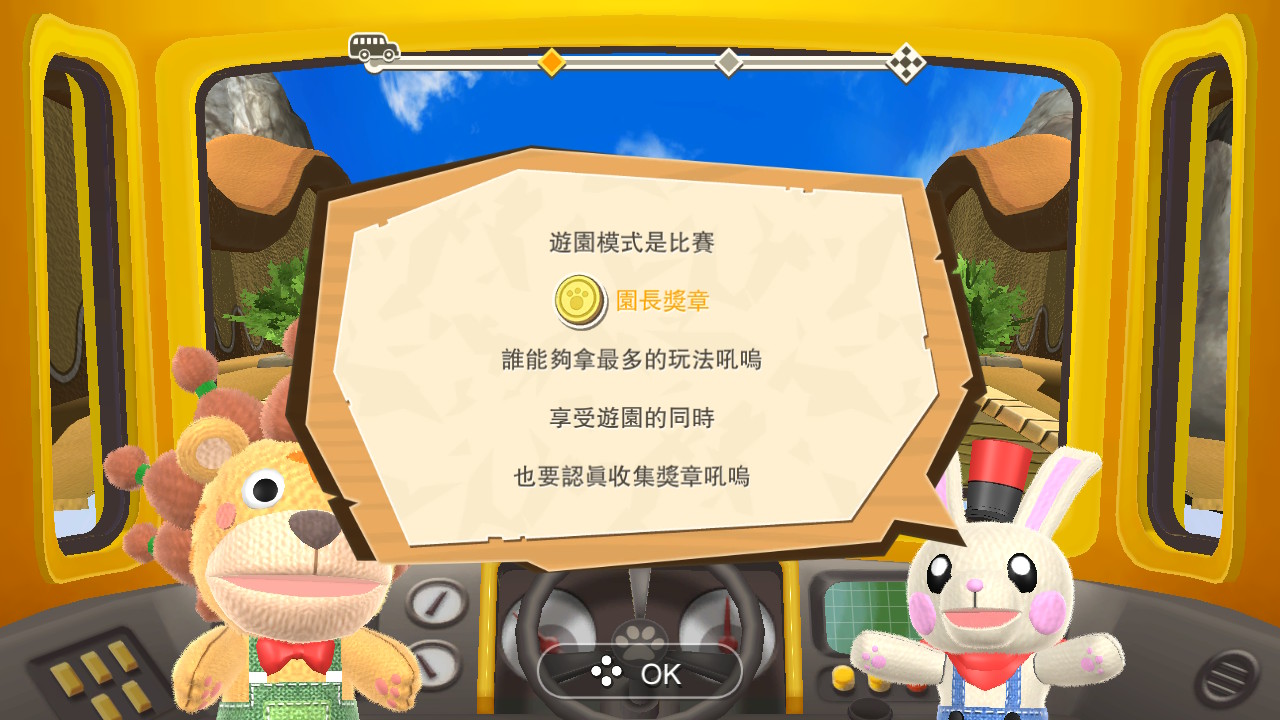 遊園模式是比賽
園長獎章
誰能夠拿最多的玩法吼嗚
享受遊園的同時
也要認真收集獎章吼嗚
OK